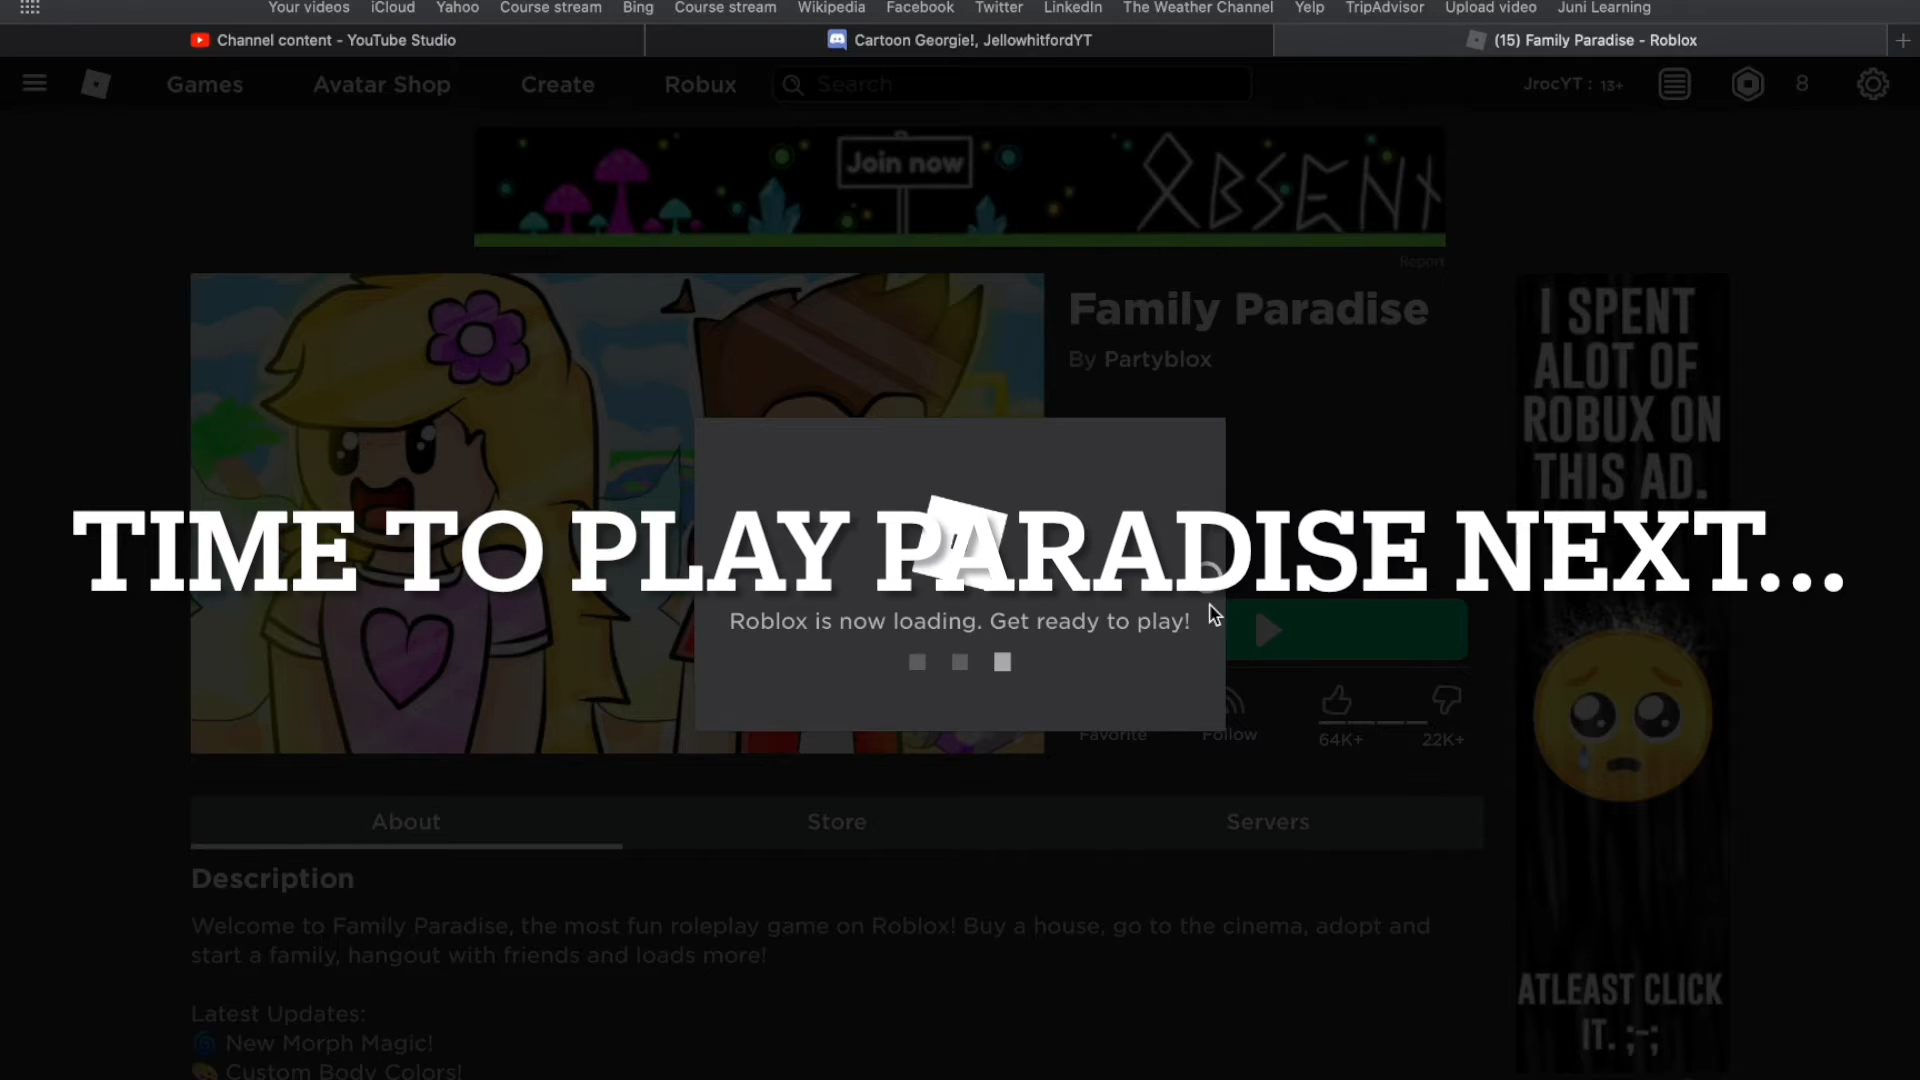 Your videos iCloud Yahoo Course stream Bing Course stream Wikipedia Facebook Twitter LinkedIn The Weather Channel Yelp TripAdvisor Upload video Juni Learning
Channel content - YouTube Studio
Cartoon Georgie!, JellowhitfordYT
(15) Family Paradise - Roblox
Games Avatar Shop Create Robux Search JrocYT : 13+ 8
Join now
Report
Family Paradise
By Partyblox
I SPENT
ALOT OF
ROBUX ON
THIS AD.
TIME TO PLAY PARADISE NEXT...
Roblox is now loading. Get ready to play!
Favorite Follow 64K+ 22K+
About Store Servers
Description
Welcome to Family Paradise, the most fun roleplay game on Roblox! Buy a house, go to the cinema, adopt and
start a family, hangout with friends and loads more!
Latest Updates:
New Morph Magic!
Custom Body Colors!
ATLEAST CLICK
IT. ;-;